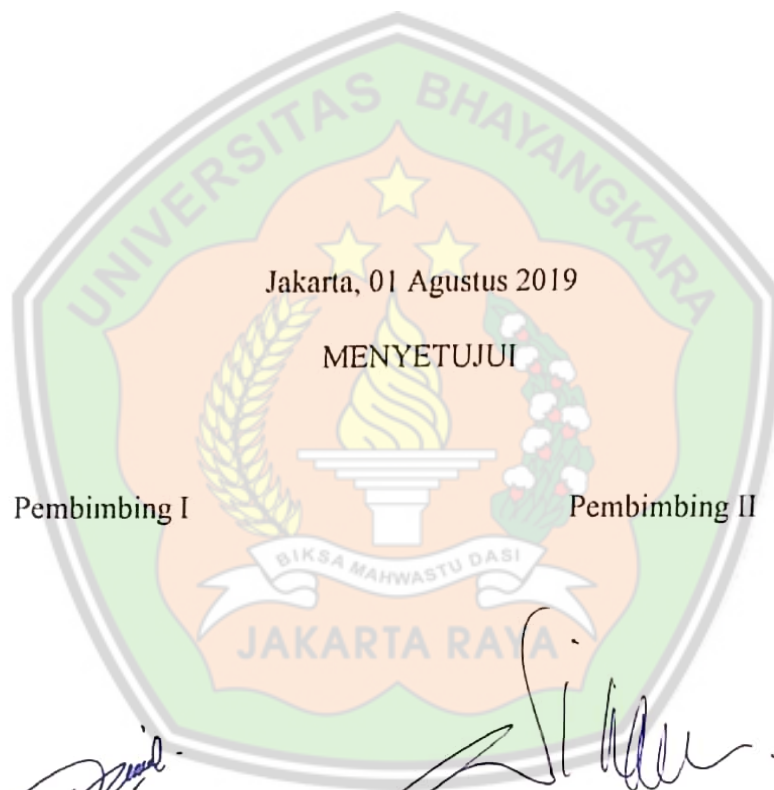 UNIVERSITAS BHAYANGKARA
Jakarta, 01 Agustus 2019
MENYETUJUI
Pembimbing I Pembimbing II
BIKSA MAHWASTU DASI
JAKARTA RAYA